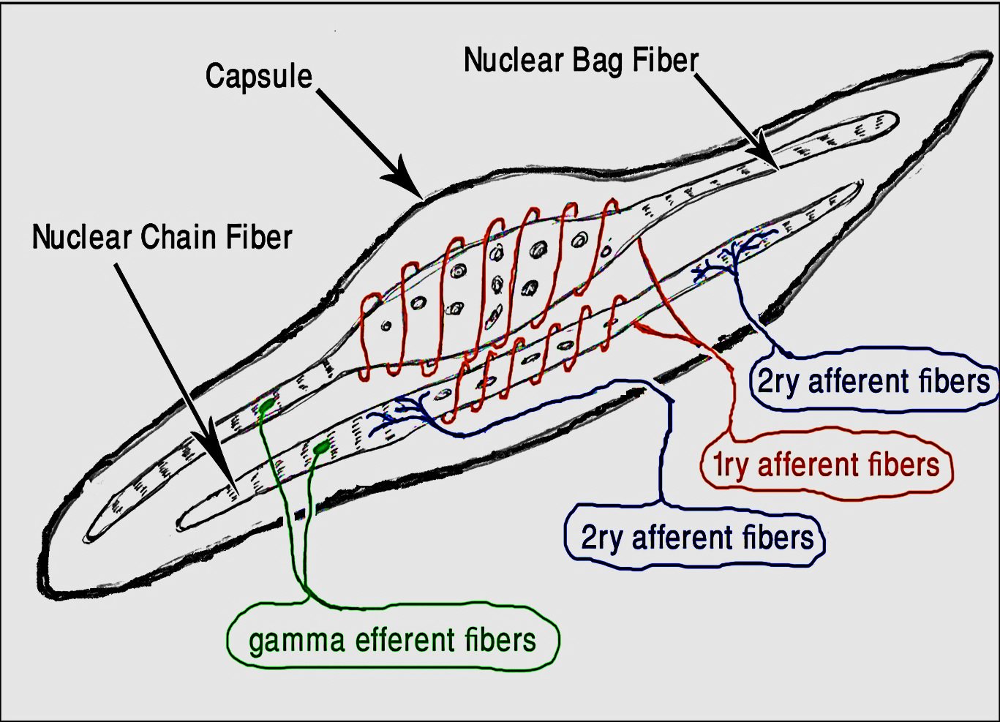 Nuclear Bag Fiber
Capsule
Nuclear Chain Fiber
2ry afferent fibers
1ry afferent fibers
2ry afferent fibers
gamma efferent fibers